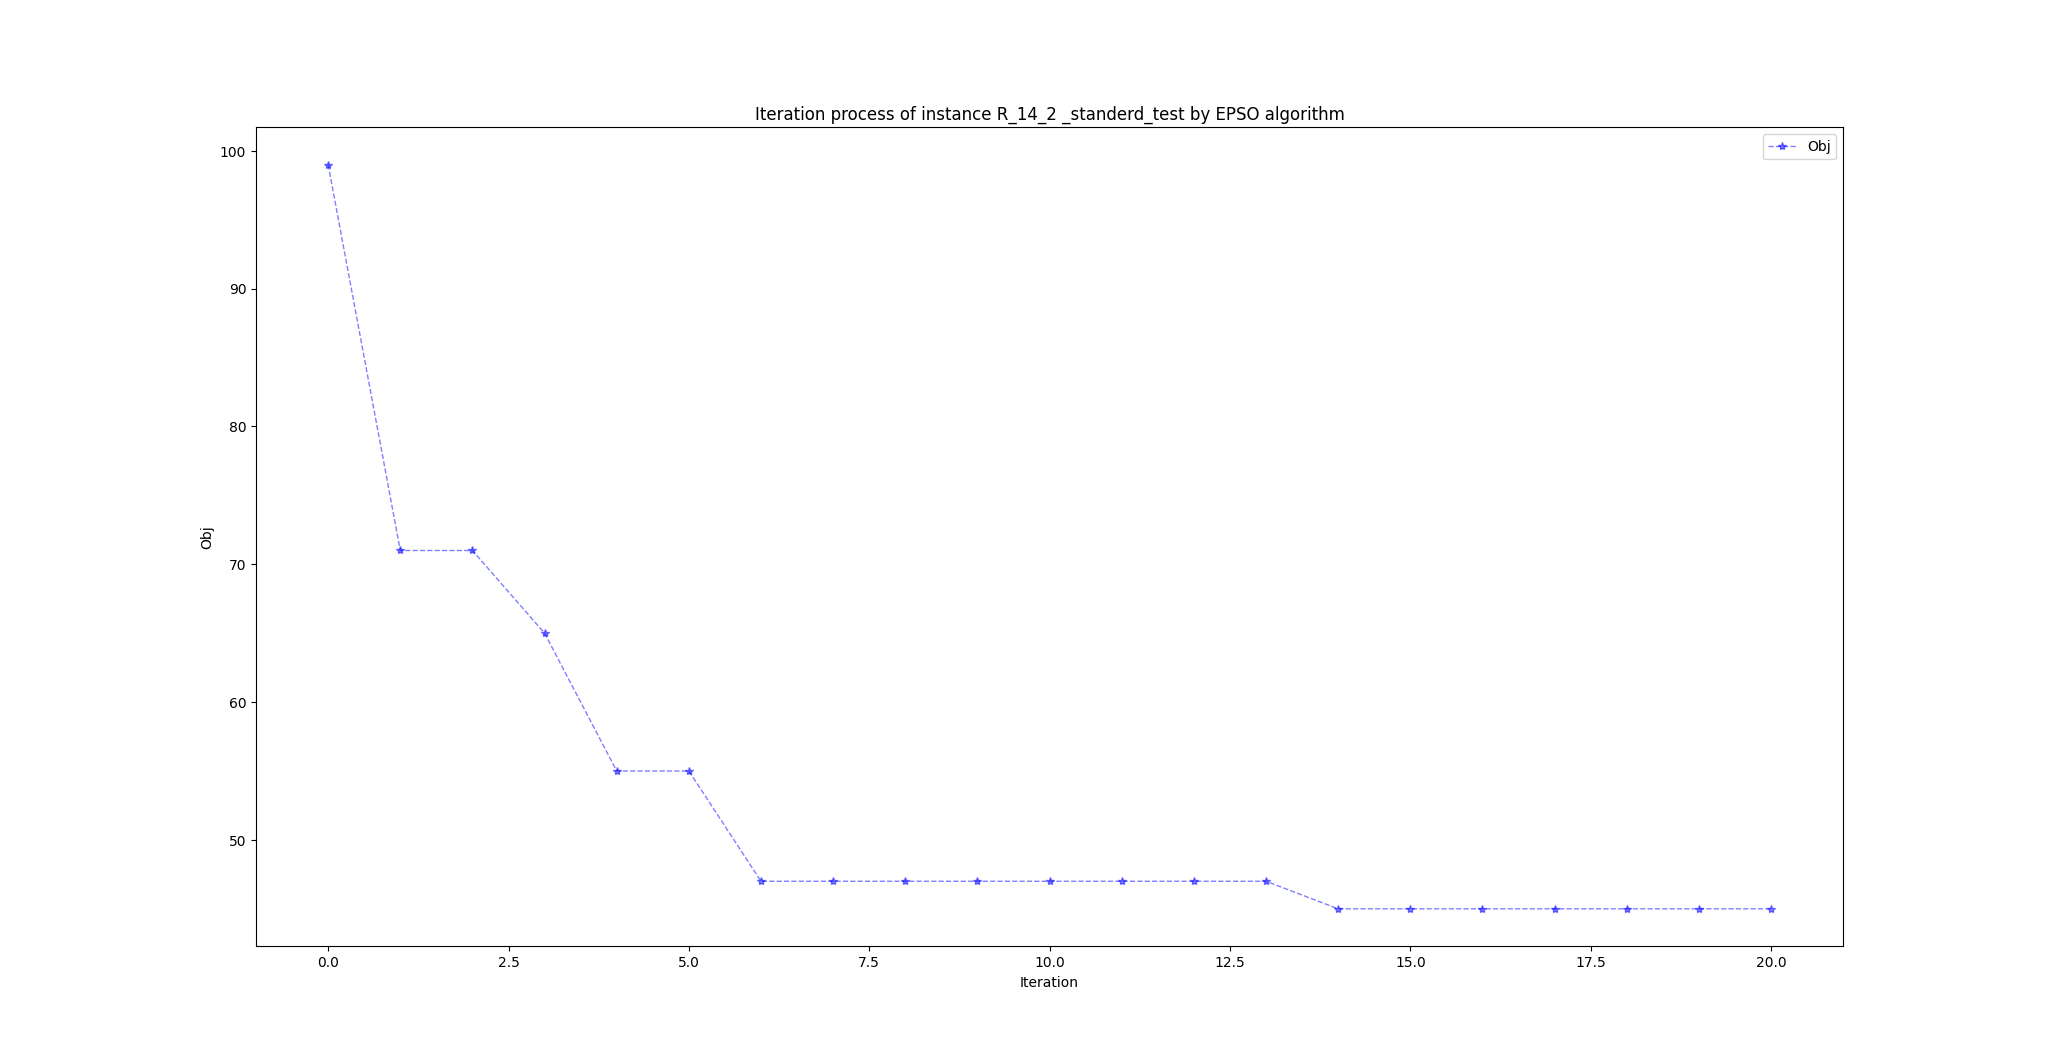 Iteration process of instance R_14_2 _standerd_test by EPSO algorithm
Obj
100
90
80
70
60
50
Obj
0.0 2.5 5.0 7.5 10.0 12.5 15.0 17.5 20.0
Iteration